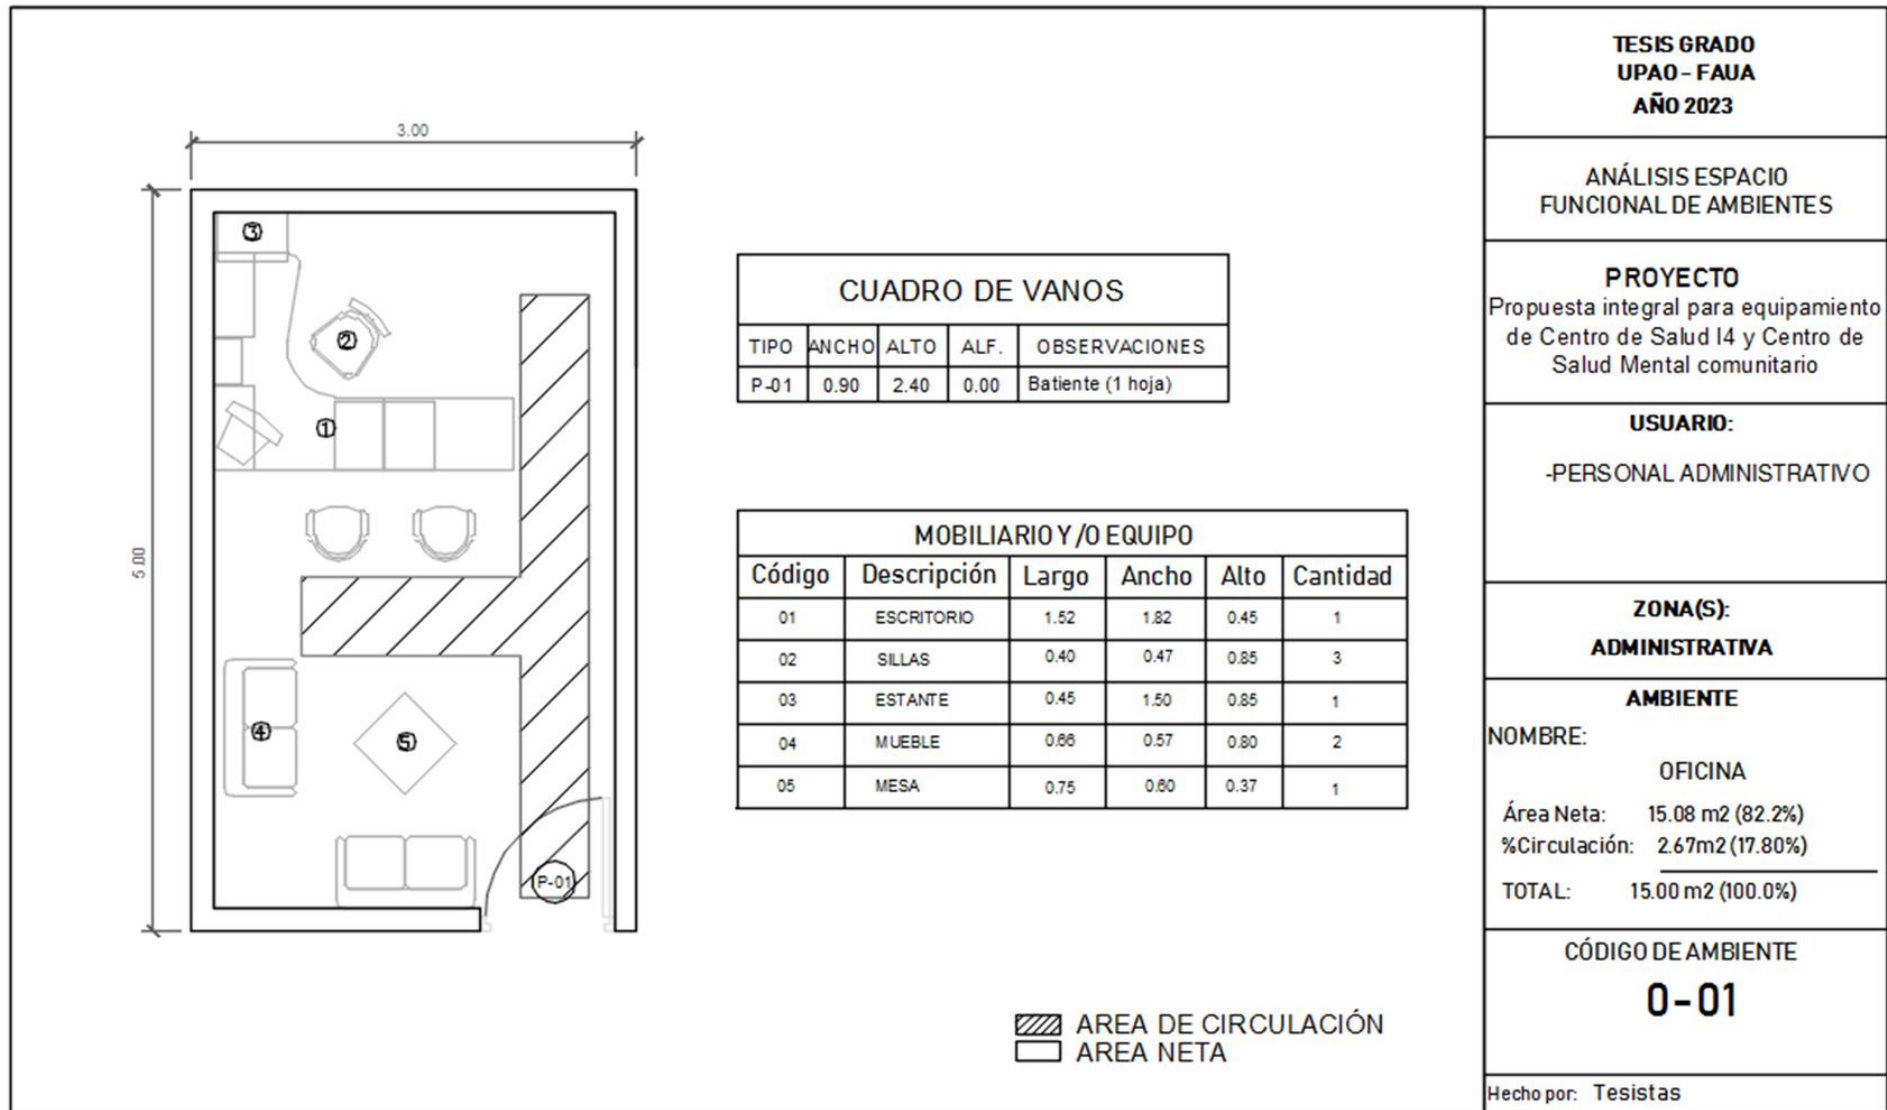 3.00
5.00
3
2
1
4
5
P-01
CUADRO DE VANOS
TIPO ANCHO ALTO ALF. OBSERVACIONES
P-01 0.90 2.40 0.00 Batiente (1 hoja)
MOBILIARIO Y/O EQUIPO
Código Descripción Largo Ancho Alto Cantidad
01 ESCRITORIO 1.52 1.82 0.45 1
02 SILLAS 0.40 0.47 0.85 3
03 ESTANTE 0.45 1.50 0.85 1
04 MUEBLE 0.66 0.57 0.80 2
05 MESA 0.75 0.60 0.37 1
AREA DE CIRCULACIÓN
AREA NETA
TESIS GRADO
UPAO - FAUA
AÑO 2023
ANÁLISIS ESPACIO
FUNCIONAL DE AMBIENTES
PROYECTO
Propuesta integral para equipamiento
de Centro de Salud I4 y Centro de
Salud Mental comunitario
USUARIO:
-PERSONAL ADMINISTRATIVO
ZONA(S):
ADMINISTRATIVA
AMBIENTE
NOMBRE:
OFICINA
Área Neta: 15.08 m2 (82.2%)
%Circulación: 2.67m2 (17.80%)
TOTAL: 15.00 m2 (100.0%)
CÓDIGO DE AMBIENTE
O-01
Hecho por: Tesistas